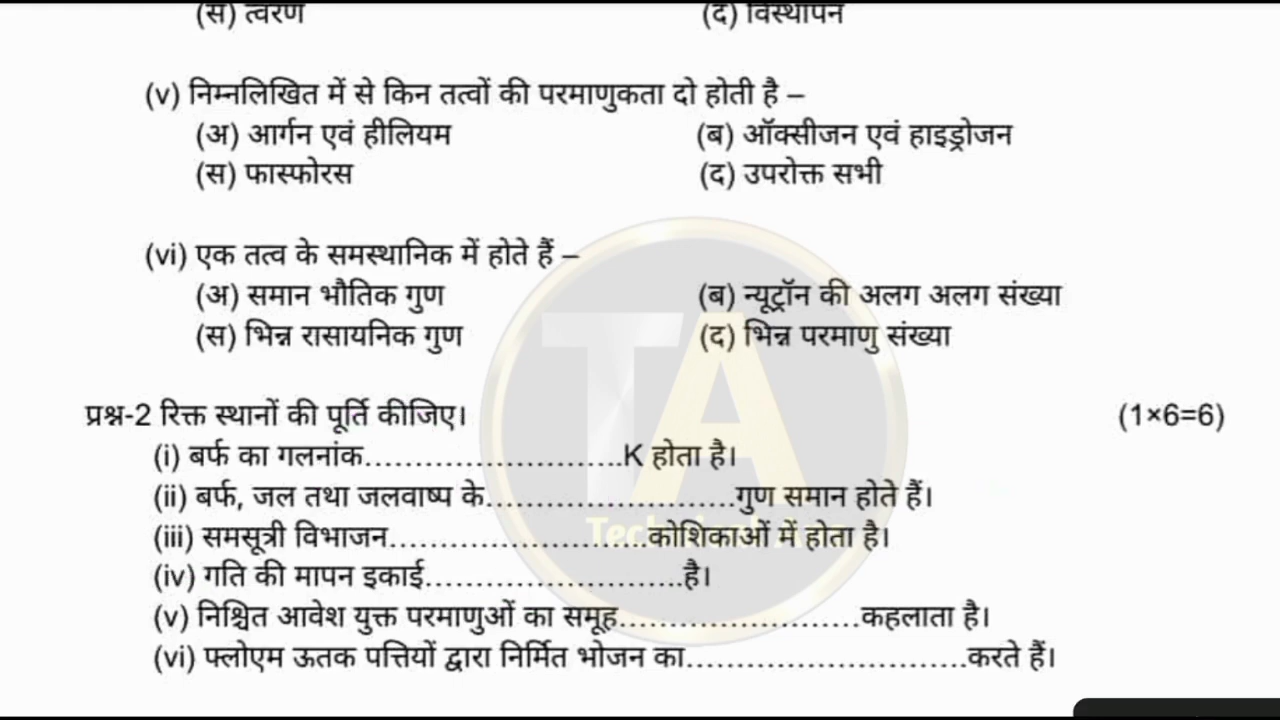 (स) त्वरण (द) विस्थापन
(v) निम्नलिखित में से किन तत्वों की परमाणुकता दो होती है –
(अ) आर्गन एवं हीलियम (ब) ऑक्सीजन एवं हाइड्रोजन
(स) फास्फोरस (द) उपरोक्त सभी
(vi) एक तत्व के समस्थानिक में होते हैं –
(अ) समान भौतिक गुण (ब) न्यूट्रॉन की अलग अलग संख्या
(स) भिन्न रासायनिक गुण (द) भिन्न परमाणु संख्या
प्रश्न-2 रिक्त स्थानों की पूर्ति कीजिए। (1×6=6)
(i) बर्फ का गलनांक..........................K होता है।
(ii) बर्फ, जल तथा जलवाष्प के.........................गुण समान होते हैं।
(iii) समसूत्री विभाजन..........................कोशिकाओं में होता है।
(iv) गति की मापन इकाई..........................है।
(v) निश्चित आवेश युक्त परमाणुओं का समूह........................कहलाता है।
(vi) फ्लोएम ऊतक पत्तियों द्वारा निर्मित भोजन का............................करते हैं।
TA